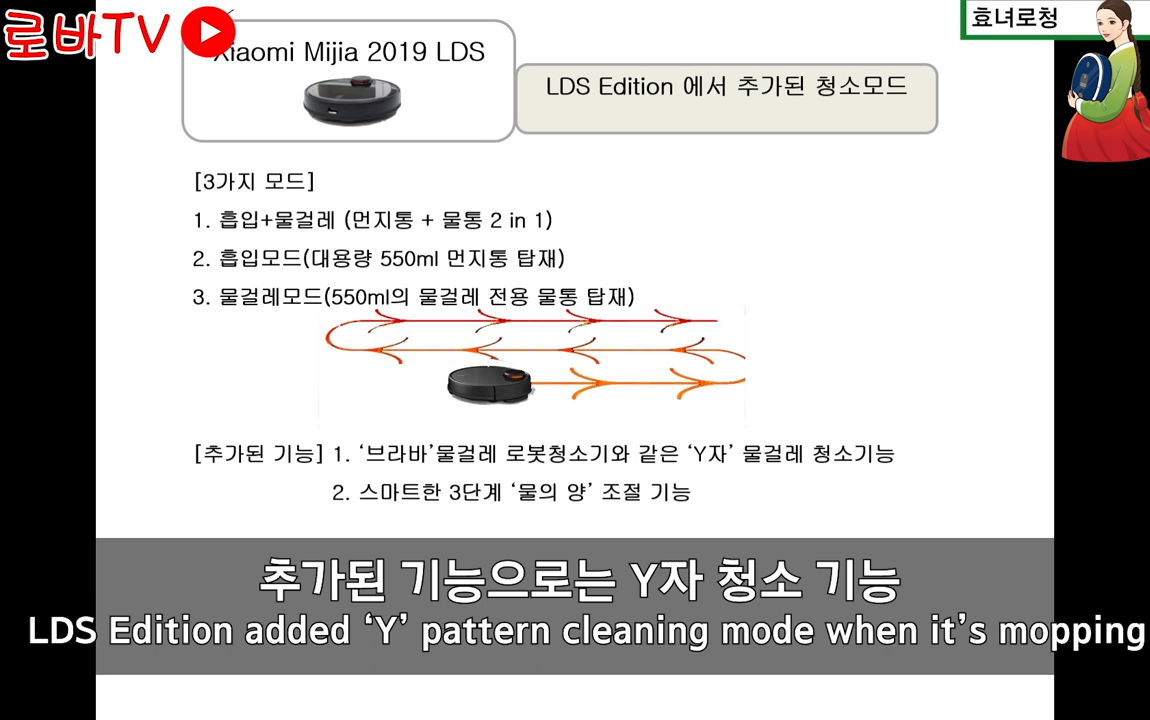 로바TV
효녀로청
Xiaomi Mijia 2019 LDS
LDS Edition 에서 추가된 청소모드
[3가지 모드]
1. 흡입+물걸레 (먼지통 + 물통 2 in 1)
2. 흡입모드(대용량 550ml 먼지통 탑재)
3. 물걸레모드(550ml의 물걸레 전용 물통 탑재)
[추가된 기능] 1. ‘브라바’물걸레 로봇청소기와 같은 ‘Y자’ 물걸레 청소기능
2. 스마트한 3단계 ‘물의 양’ 조절 기능
추가된 기능으로는 Y자 청소 기능
LDS Edition added ‘Y’ pattern cleaning mode when it’s mopping